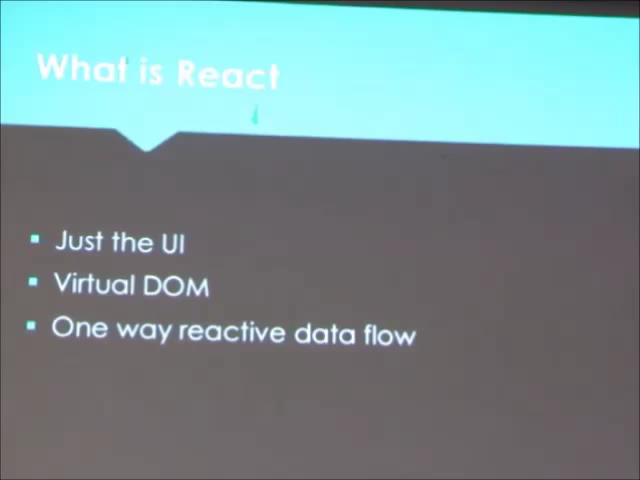 What is React
Just the UI
Virtual DOM
One way reactive data flow